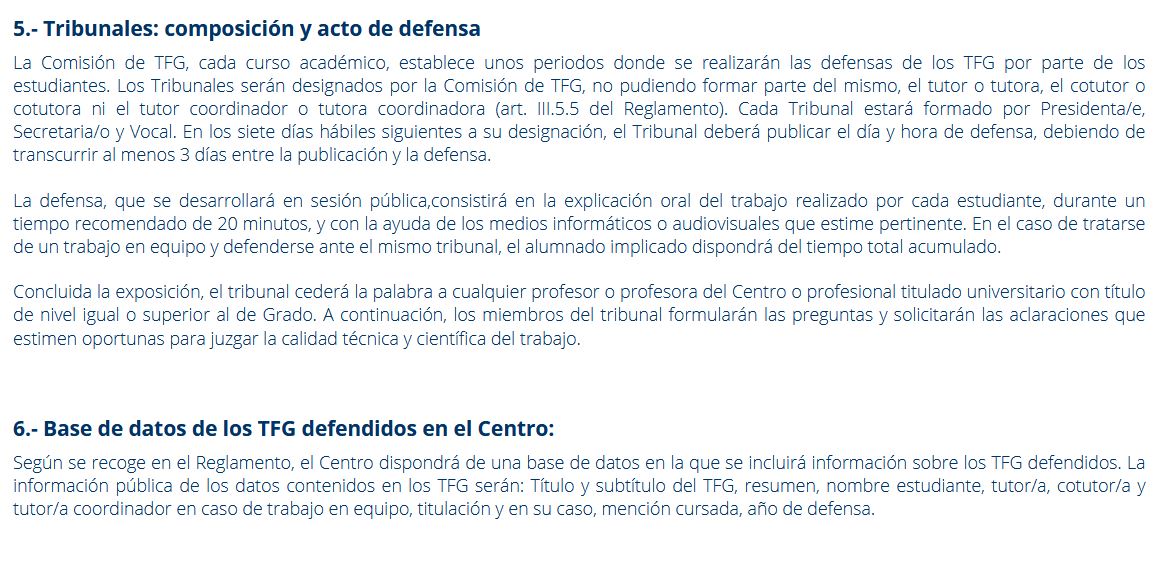 5.- Tribunales: composición y acto de defensa
La Comisión de TFG, cada curso académico, establece unos periodos donde se realizarán las defensas de los TFG por parte de los
estudiantes. Los Tribunales serán designados por la Comisión de TFG, no pudiendo formar parte del mismo, el tutor o tutora, el cotutor o
cotutora ni el tutor coordinador o tutora coordinadora (art. III.5.5 del Reglamento). Cada Tribunal estará formado por Presidenta/e,
Secretaria/o y Vocal. En los siete días hábiles siguientes a su designación, el Tribunal deberá publicar el día y hora de defensa, debiendo de
transcurrir al menos 3 días entre la publicación y la defensa.
La defensa, que se desarrollará en sesión pública,consistirá en la explicación oral del trabajo realizado por cada estudiante, durante un
tiempo recomendado de 20 minutos, y con la ayuda de los medios informáticos o audiovisuales que estime pertinente. En el caso de tratarse
de un trabajo en equipo y defenderse ante el mismo tribunal, el alumnado implicado dispondrá del tiempo total acumulado.
Concluida la exposición, el tribunal cederá la palabra a cualquier profesor o profesora del Centro o profesional titulado universitario con título
de nivel igual o superior al de Grado. A continuación, los miembros del tribunal formularán las preguntas y solicitarán las aclaraciones que
estimen oportunas para juzgar la calidad técnica y científica del trabajo.
6.- Base de datos de los TFG defendidos en el Centro:
Según se recoge en el Reglamento, el Centro dispondrá de una base de datos en la que se incluirá información sobre los TFG defendidos. La
información pública de los datos contenidos en los TFG serán: Título y subtítulo del TFG, resumen, nombre estudiante, tutor/a, cotutor/a y
tutor/a coordinador en caso de trabajo en equipo, titulación y en su caso, mención cursada, año de defensa.